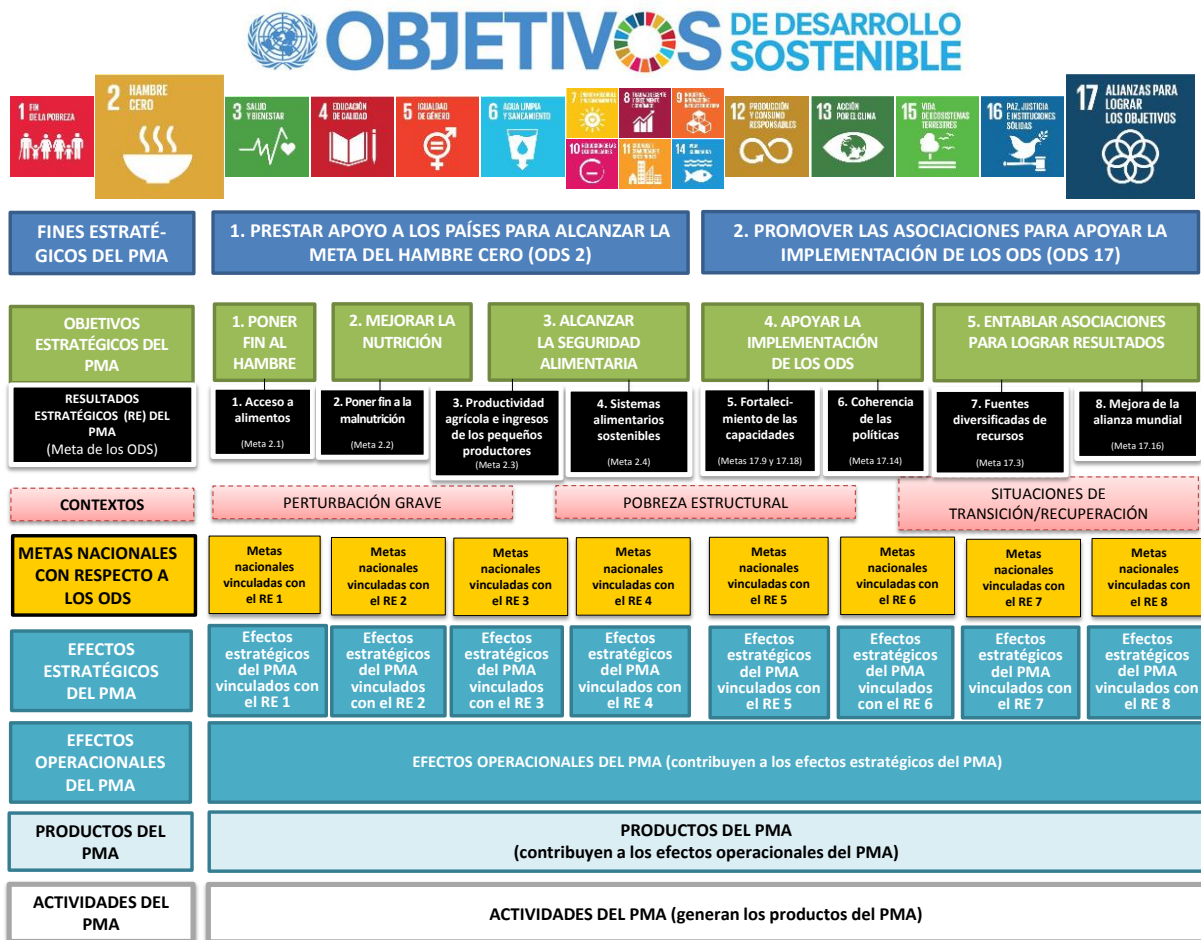 OBJETIVOS DE DESARROLLO
SOSTENIBLE
1 FIN
DE LA POBREZA
2 HAMBRE
CERO
3 SALUD
Y BIENESTAR
4 EDUCACIÓN
DE CALIDAD
5 IGUALDAD
DE GÉNERO
6 AGUA LIMPIA
Y SANEAMIENTO
7
8
9
10
11
14
12 PRODUCCIÓN
Y CONSUMO
RESPONSABLES
13 ACCIÓN
POR EL CLIMA
15 VIDA
DE ECOSISTEMAS
TERRESTRES
16 PAZ, JUSTICIA
E INSTITUCIONES
SÓLIDAS
17 ALIANZAS PARA
LOGRAR
LOS OBJETIVOS
FINES ESTRATÉ-
GICOS DEL PMA
1. PRESTAR APOYO A LOS PAÍSES PARA ALCANZAR LA
META DEL HAMBRE CERO (ODS 2)
2. PROMOVER LAS ASOCIACIONES PARA APOYAR LA
IMPLEMENTACIÓN DE LOS ODS (ODS 17)
OBJETIVOS
ESTRATÉGICOS DEL
PMA
1. PONER
FIN AL
HAMBRE
2. MEJORAR LA
NUTRICIÓN
3. ALCANZAR
LA SEGURIDAD
ALIMENTARIA
4. APOYAR LA
IMPLEMENTACIÓN
DE LOS ODS
5. ENTABLAR ASOCIACIONES
PARA LOGRAR RESULTADOS
RESULTADOS
ESTRATÉGICOS (RE) DEL
PMA
(Meta de los ODS)
1. Acceso a
alimentos
(Meta 2.1)
2. Poner fin a la
malnutrición
(Meta 2.2)
3. Productividad
agrícola e ingresos
de los pequeños
productores
(Meta 2.3)
4. Sistemas
alimentarios
sostenibles
(Meta 2.4)
5. Fortaleci-
miento de las
capacidades
(Metas 17.9 y 17.18)
6. Coherencia
de las
políticas
(Meta 17.14)
7. Fuentes
diversificadas de
recursos
(Meta 17.3)
8. Mejora de la
alianza mundial
(Meta 17.16)
CONTEXTOS
PERTURBACIÓN GRAVE
POBREZA ESTRUCTURAL
SITUACIONES DE
TRANSICIÓN/RECUPERACIÓN
METAS NACIONALES
CON RESPECTO A
LOS ODS
Metas
nacionales
vinculadas con
el RE 1
Metas
nacionales
vinculadas con
el RE 2
Metas
nacionales
vinculadas con
el RE 3
Metas
nacionales
vinculadas con
el RE 4
Metas
nacionales
vinculadas con
el RE 5
Metas
nacionales
vinculadas con
el RE 6
Metas
nacionales
vinculadas con
el RE 7
Metas
nacionales
vinculadas con
el RE 8
EFECTOS
ESTRATÉGICOS
DEL PMA
Efectos
estratégicos
del PMA
vinculados con
el RE 1
Efectos
estratégicos
del PMA
vinculados
con el RE 2
Efectos
estratégicos
del PMA
vinculados
con el RE 3
Efectos
estratégicos
del PMA
vinculados con
el RE 4
Efectos
estratégicos
del PMA
vinculados con
el RE 5
Efectos
estratégicos
del PMA
vinculados
con el RE 6
Efectos
estratégicos
del PMA
vinculados con
el RE 7
Efectos
estratégicos
del PMA
vinculados con
el RE 8
EFECTOS
OPERACIONALES
DEL PMA
EFECTOS OPERACIONALES DEL PMA (contribuyen a los efectos estratégicos del PMA)
PRODUCTOS DEL
PMA
PRODUCTOS DEL PMA
(contribuyen a los efectos operacionales del PMA)
ACTIVIDADES DEL
PMA
ACTIVIDADES DEL PMA (generan los productos del PMA)